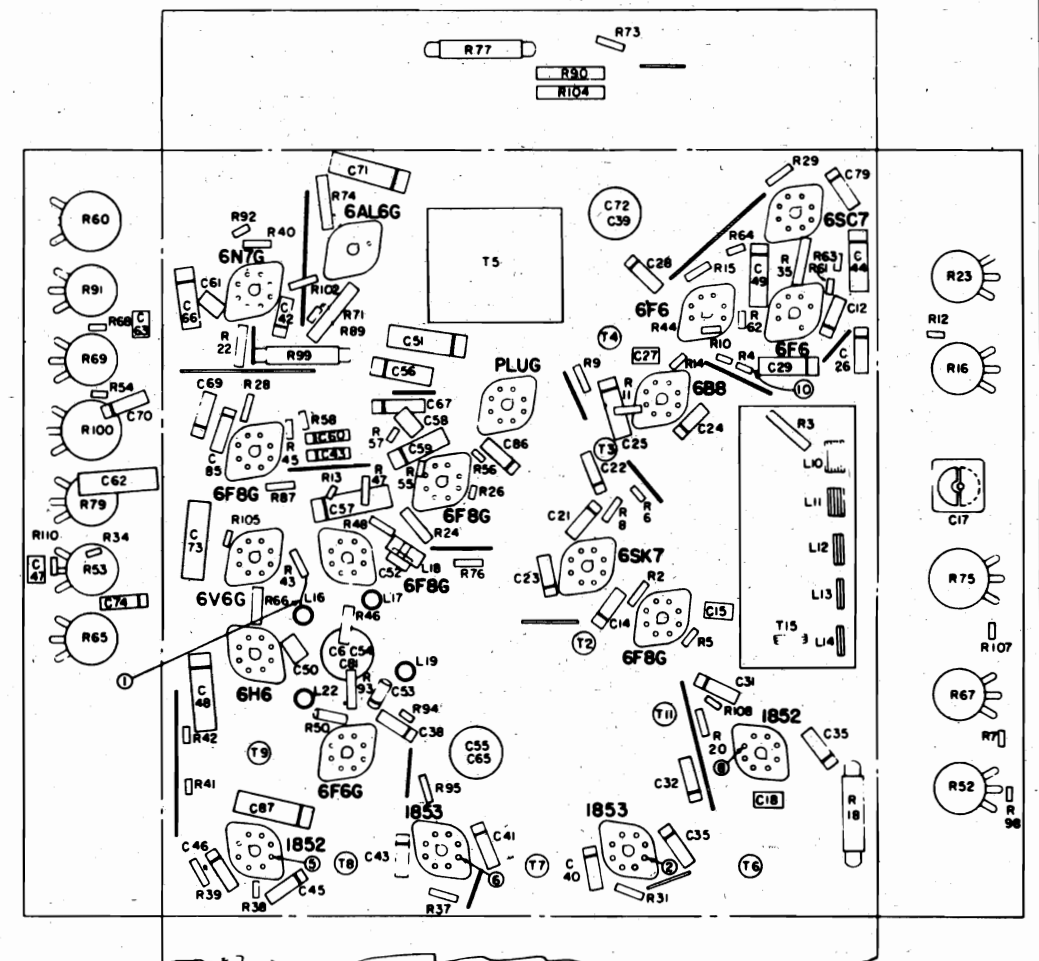 R73
R77
R90
R104
C71
R29
C79
R74
R60
6AL6G
C72
C39
6SC7
R92
R40
R64
6N7G
T5
C28
R15
C49
R35
R63
R61
C44
R23
R91
C61
R102
C66
C42
R71
R89
6F6
R44
R62
C12
R68
C63
R12
T4
R10
R22
R99
C51
C27
R14
R4
6F6
C29
C26
R69
C56
PLUG
R9
R16
6B8
10
R54
C69
R28
C67
R11
C70
R58
C58
C25
C24
R3
R100
C60
R57
C59
C86
C85
R45
C43
T3
R56
L10
C22
R13
R47
R55
C62
6F8G
R87
R26
L11
R79
C57
6F8G
R8
R6
C17
C21
R105
R48
R24
R110
R34
C73
L12
6SK7
C47
R53
R43
C52
L18
6F8G
R76
C23
R2
R75
6V6G
L16
L17
L13
C74
R66
R46
C14
C15
R65
T2
R5
T15
L14
R107
C6
C54
6F8G
1
C50
C81
L19
6H6
R93
C53
C31
C48
L22
R67
R108
R94
T11
1852
R50
C38
R42
R20
C35
R7
T9
C55
C65
8
6F6G
C32
R41
R95
R52
C18
R18
C87
1853
1853
R98
C46
1852
C41
C35
5
T8
C43
T7
2
T6
6
C40
R39
R38
C45
R37
R31